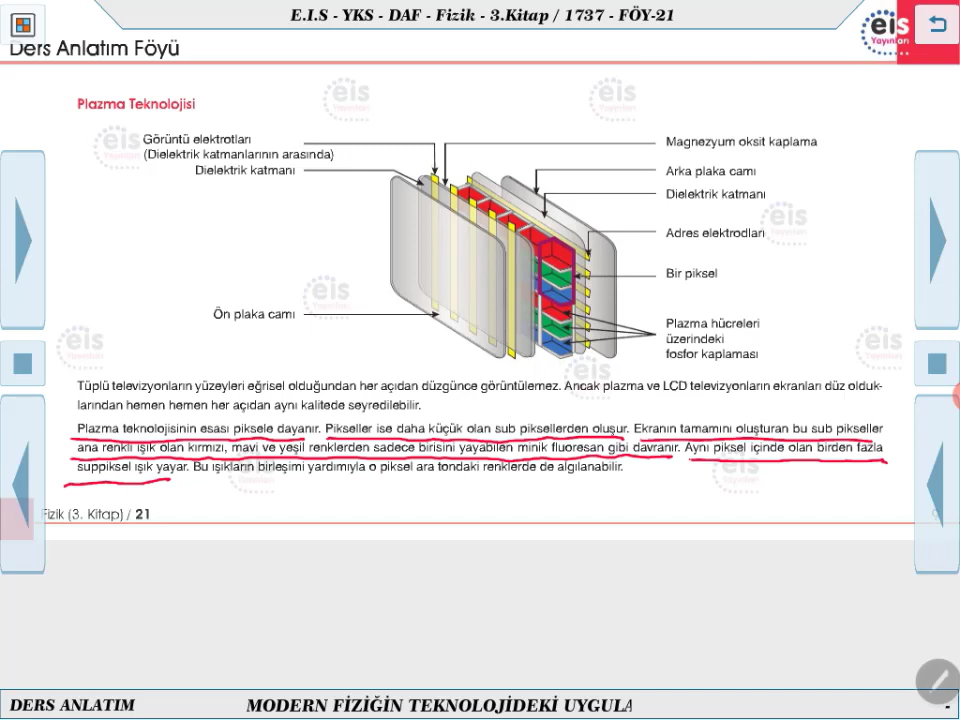 E.I.S - YKS - DAF - Fizik - 3.Kitap / 1737 - FÖY-21
Ders Anlatım Föyü
eis
Yayınları
Plazma Teknolojisi
Görüntü elektrotları
(Dielektrik katmanlarının arasında)
Dielektrik katmanı
Ön plaka camı
Magnezyum oksit kaplama
Arka plaka camı
Dielektrik katmanı
Adres elektrodları
Bir piksel
Plazma hücreleri
üzerindeki
fosfor kaplaması
Tüplü televizyonların yüzeyleri eğrisel olduğundan her açıdan düzgünce görüntülemez. Ancak plazma ve LCD televizyonların ekranları düz olduk-
larından hemen hemen her açıdan aynı kalitede seyredilebilir.
Plazma teknolojisinin esası piksele dayanır. Pikseller ise daha küçük olan sub piksellerden oluşur. Ekranın tamamını oluşturan bu sub pikseller
ana renkli ışık olan kırmızı, mavi ve yeşil renklerden sadece birisini yayabilen minik fluoresan gibi davranır. Aynı piksel içinde olan birden fazla
suppiksel ışık yayar. Bu ışıkların birleşimi yardımıyla o piksel ara tondaki renklerde de algılanabilir.
Fizik (3. Kitap) / 21
DERS ANLATIM
MODERN FİZİĞİN TEKNOLOJİDEKİ UYGULA
-